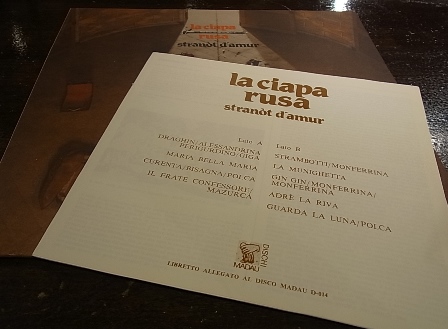 la ciapa
rusa
stranòt d'amur
la ciapa
rusa
stranòt d'amur
Lato A
DRAGHIN/ALESSANDRINA
PERIGURDINO/GIGA
MARIA BELLA MARIA
CURENTA/BISAGNA/POLCA
IL FRATE CONFESSORE/
MAZURCA
Lato B
STRAMBOTTI/MONFERRINA
LA MUNIGHETTA
GIN GIN/MONFERRINA/
MONFERRINA
ADRÈ LA RIVA
GUARDA LA LUNA/POLCA
MADAU
DISCHI
LIBRETTO ALLEGATO AL DISCO MADAU D-014